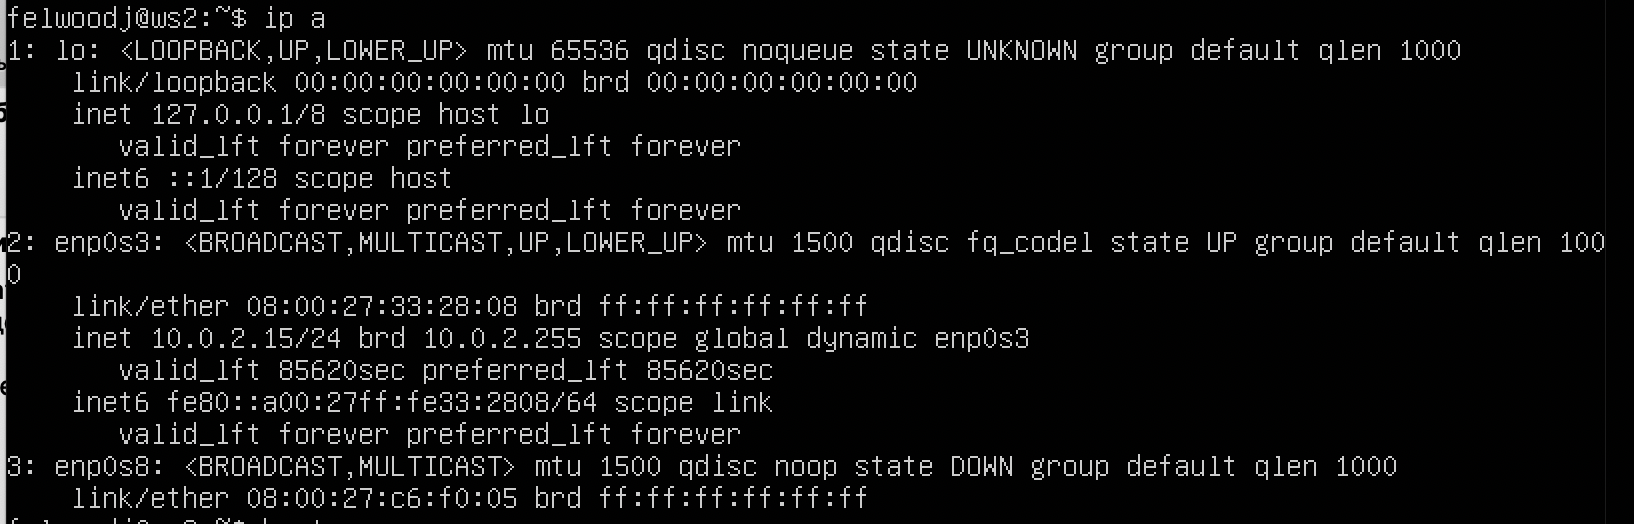 felwoodj@ws2:~$ ip a
1: lo: <LOOPBACK,UP,LOWER_UP> mtu 65536 qdisc noqueue state UNKNOWN group default qlen 1000
    link/loopback 00:00:00:00:00:00 brd 00:00:00:00:00:00
    inet 127.0.0.1/8 scope host lo
       valid_lft forever preferred_lft forever
    inet6 ::1/128 scope host
       valid_lft forever preferred_lft forever
2: enp0s3: <BROADCAST,MULTICAST,UP,LOWER_UP> mtu 1500 qdisc fq_codel state UP group default qlen 100
0
    link/ether 08:00:27:33:28:08 brd ff:ff:ff:ff:ff:ff
    inet 10.0.2.15/24 brd 10.0.2.255 scope global dynamic enp0s3
       valid_lft 85620sec preferred_lft 85620sec
    inet6 fe80::a00:27ff:fe33:2808/64 scope link
       valid_lft forever preferred_lft forever
3: enp0s8: <BROADCAST,MULTICAST> mtu 1500 qdisc noop state DOWN group default qlen 1000
    link/ether 08:00:27:c6:f0:05 brd ff:ff:ff:ff:ff:ff